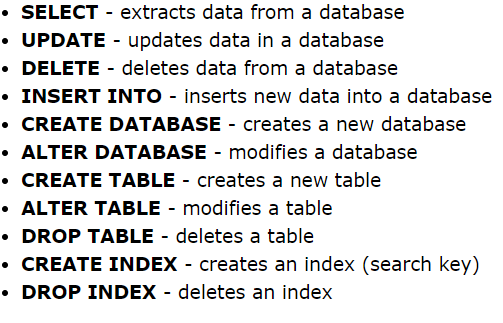 • SELECT - extracts data from a database
• UPDATE - updates data in a database
• DELETE - deletes data from a database
• INSERT INTO - inserts new data into a database
• CREATE DATABASE - creates a new database
• ALTER DATABASE - modifies a database
• CREATE TABLE - creates a new table
• ALTER TABLE - modifies a table
• DROP TABLE - deletes a table
• CREATE INDEX - creates an index (search key)
• DROP INDEX - deletes an index